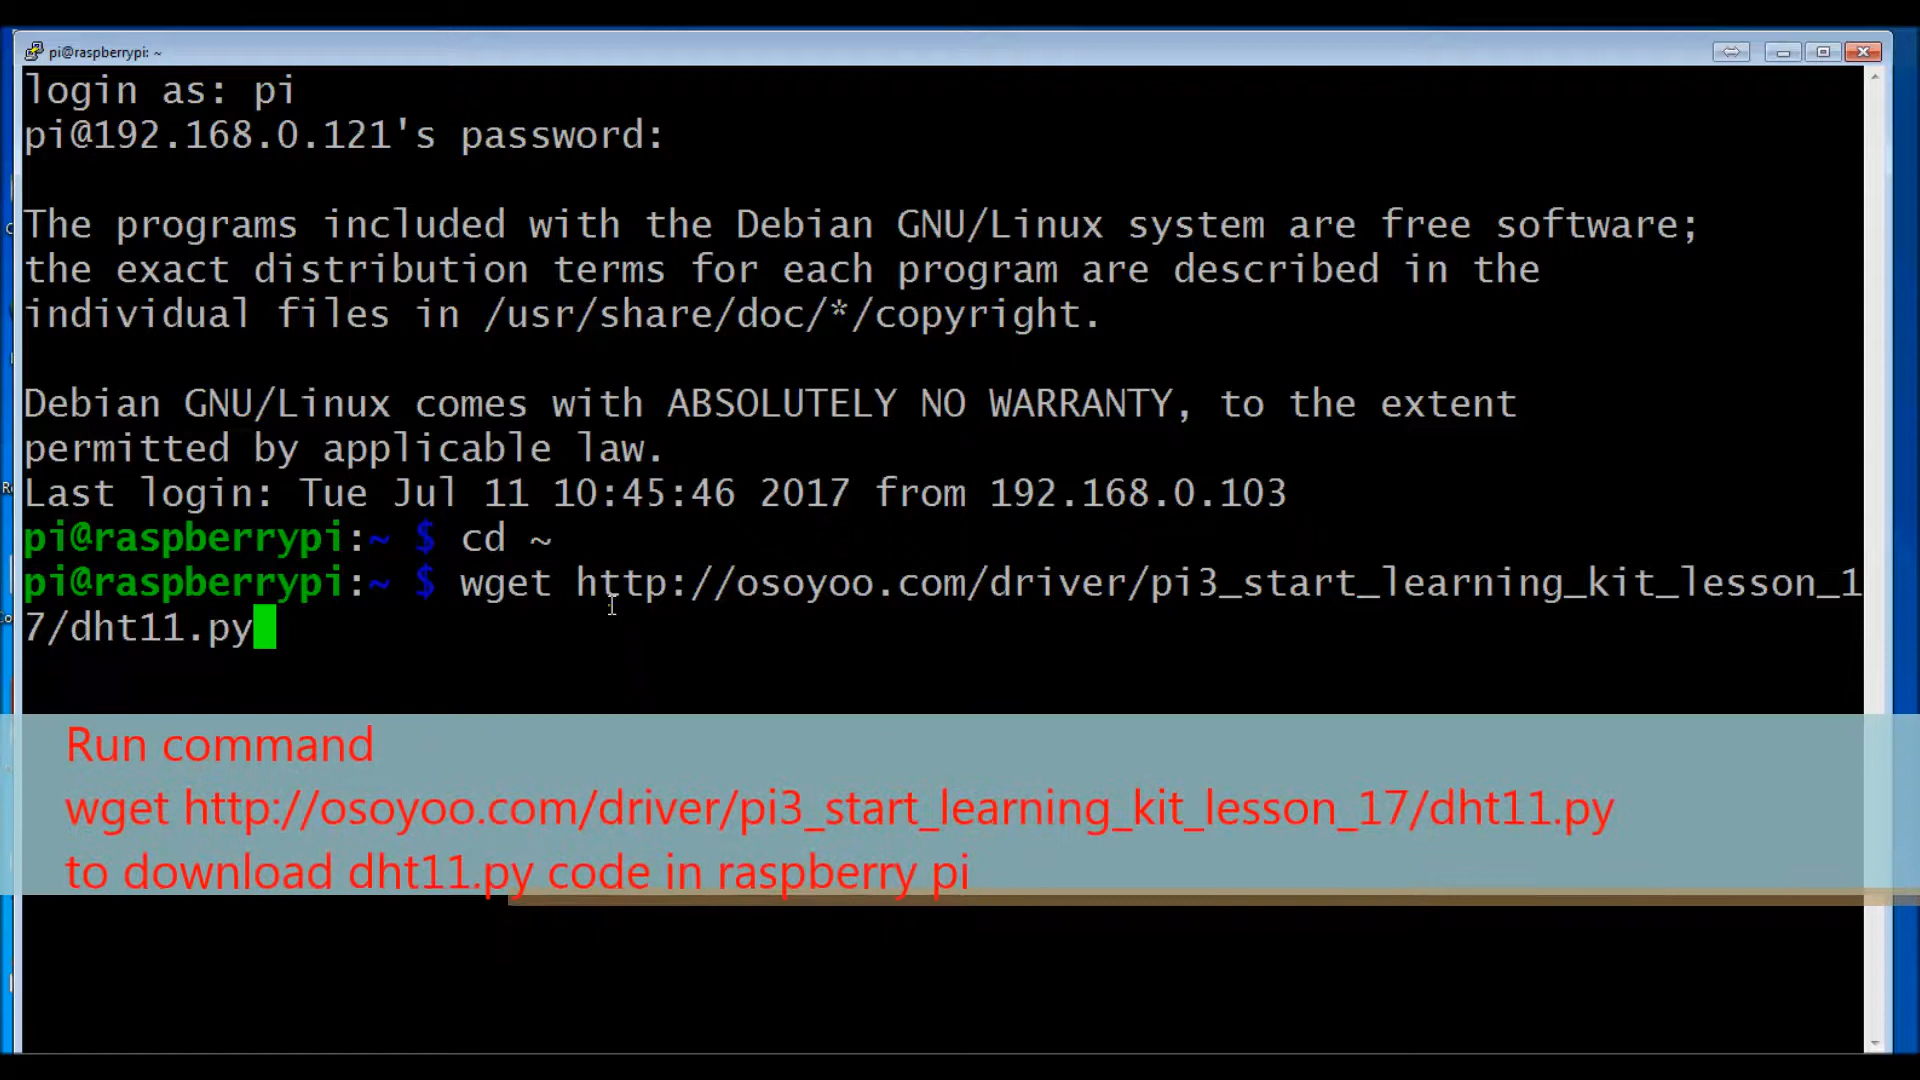 pi@raspberrypi: ~
login as: pi
pi@192.168.0.121's password:
The programs included with the Debian GNU/Linux system are free software;
the exact distribution terms for each program are described in the
individual files in /usr/share/doc/*/copyright.
Debian GNU/Linux comes with ABSOLUTELY NO WARRANTY, to the extent
permitted by applicable law.
Last login: Tue Jul 11 10:45:46 2017 from 192.168.0.103
pi@raspberrypi:~ $ cd ~
pi@raspberrypi:~ $ wget http://osoyoo.com/driver/pi3_start_learning_kit_lesson_1
7/dht11.py
Run command
wget http://osoyoo.com/driver/pi3_start_learning_kit_lesson_17/dht11.py
to download dht11.py code in raspberry pi